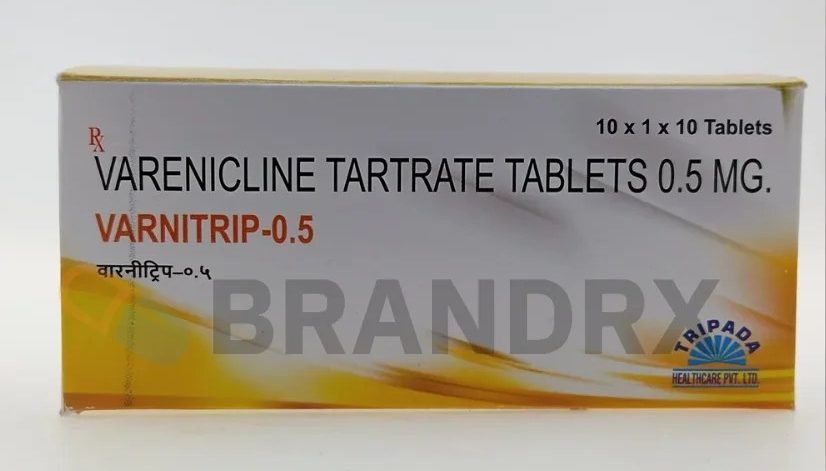 10 x 1 x 10 Tablets
Rx
VARENICLINE TARTRATE TABLETS 0.5 MG.
VARNITRIP-0.5
वारनीट्रिप–०.५
BRANDRX
TRIPADA
HEALTHCARE PVT. LTD.